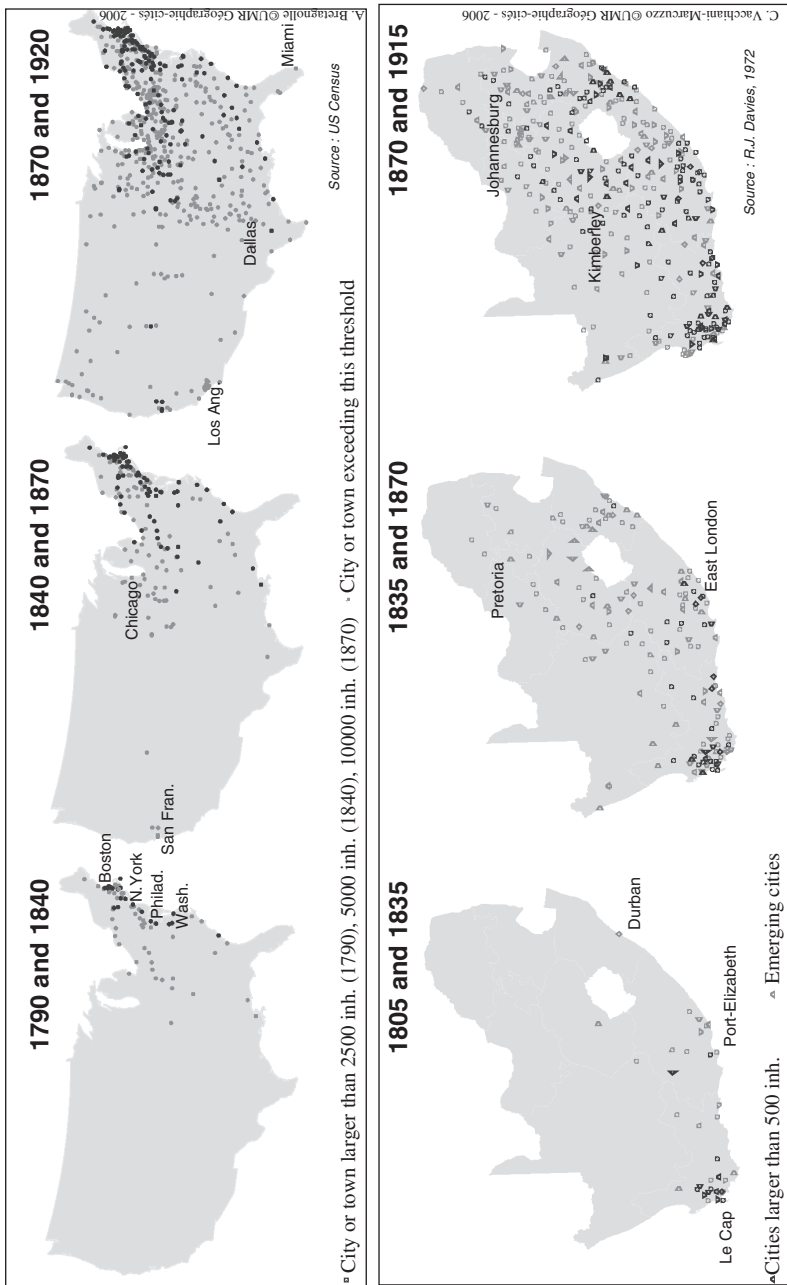 1790 and 1840
1840 and 1870
1870 and 1920
Boston
N.York
Philad.
Wash.
San Fran.
Chicago
Los Ang
Dallas
Miami
Source : US Census
A. Bretagnolle ©UMR Géographie-cités - 2006
City or town larger than 2500 inh. (1790), 5000 inh. (1840), 10000 inh. (1870) City or town exceeding this threshold
1805 and 1835
1835 and 1870
1870 and 1915
Le Cap
Port-Elizabeth
Durban
Pretoria
East London
Johannesburg
Kimberley
Source : R.J. Davies, 1972
C. Vacchiani-Marcuzzo ©UMR Géographie-cités - 2006
Cities larger than 500 inh. Emerging cities